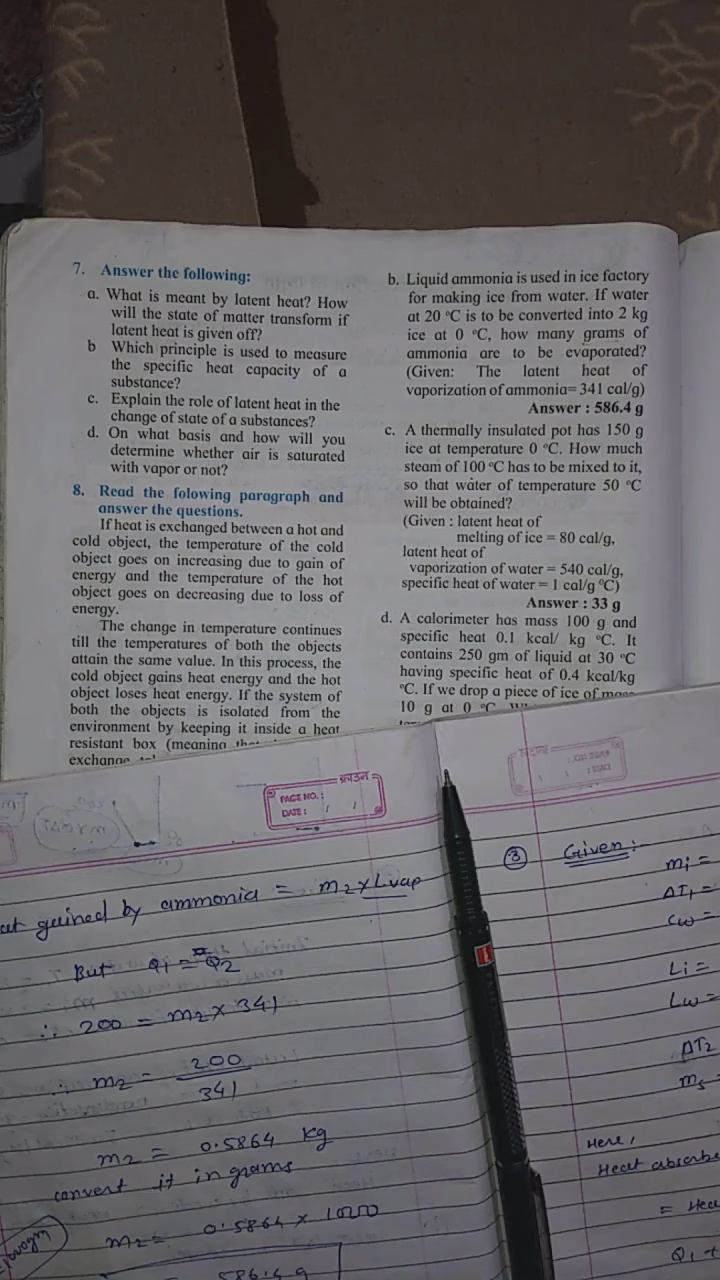 7. Answer the following:
a. What is meant by latent heat? How
will the state of matter transform if
latent heat is given off?
b Which principle is used to measure
the specific heat capacity of a
substance?
c. Explain the role of latent heat in the
change of state of a substances?
d. On what basis and how will you
determine whether air is saturated
with vapor or not?
8. Read the folowing paragraph and
answer the questions.
If heat is exchanged between a hot and
cold object, the temperature of the cold
object goes on increasing due to gain of
energy and the temperature of the hot
object goes on decreasing due to loss of
energy.
The change in temperature continues
till the temperatures of both the objects
attain the same value. In this process, the
cold object gains heat energy and the hot
object loses heat energy. If the system of
both the objects is isolated from the
environment by keeping it inside a heat
resistant box (meaning
b. Liquid ammonia is used in ice factory
for making ice from water. If water
at 20 °C is to be converted into 2 kg
ice at 0 °C, how many grams of
ammonia are to be evaporated?
(Given: The latent heat of
vaporization of ammonia= 341 cal/g)
Answer : 586.4 g
c. A thermally insulated pot has 150 g
ice at temperature 0 °C. How much
steam of 100 °C has to be mixed to it,
so that water of temperature 50 °C
will be obtained?
(Given : latent heat of
melting of ice = 80 cal/g,
latent heat of
vaporization of water = 540 cal/g,
specific heat of water = 1 cal/g °C)
Answer : 33 g
d. A calorimeter has mass 100 g and
specific heat 0.1 kcal/ kg °C. It
contains 250 gm of liquid at 30 °C
having specific heat of 0.4 kcal/kg
°C. If we drop a piece of ice of mass
10 g at 0 °C
क्राउन
PAGE NO. :
DATE : / /
gained by ammonia = m2 x Lvap
But Q1 = Q2
∴ 200 = m2 x 341
∴ m2 = 200
341
m2 = 0.5864 kg
convert it in grams
m2 = 0.5864 x 1000
586.4 g
③ Given :-
mi =
ΔT1 =
Cw =
Li =
Lw =
ΔT2
ms
Here,
Heat absorbe
= Hea
Q1 +